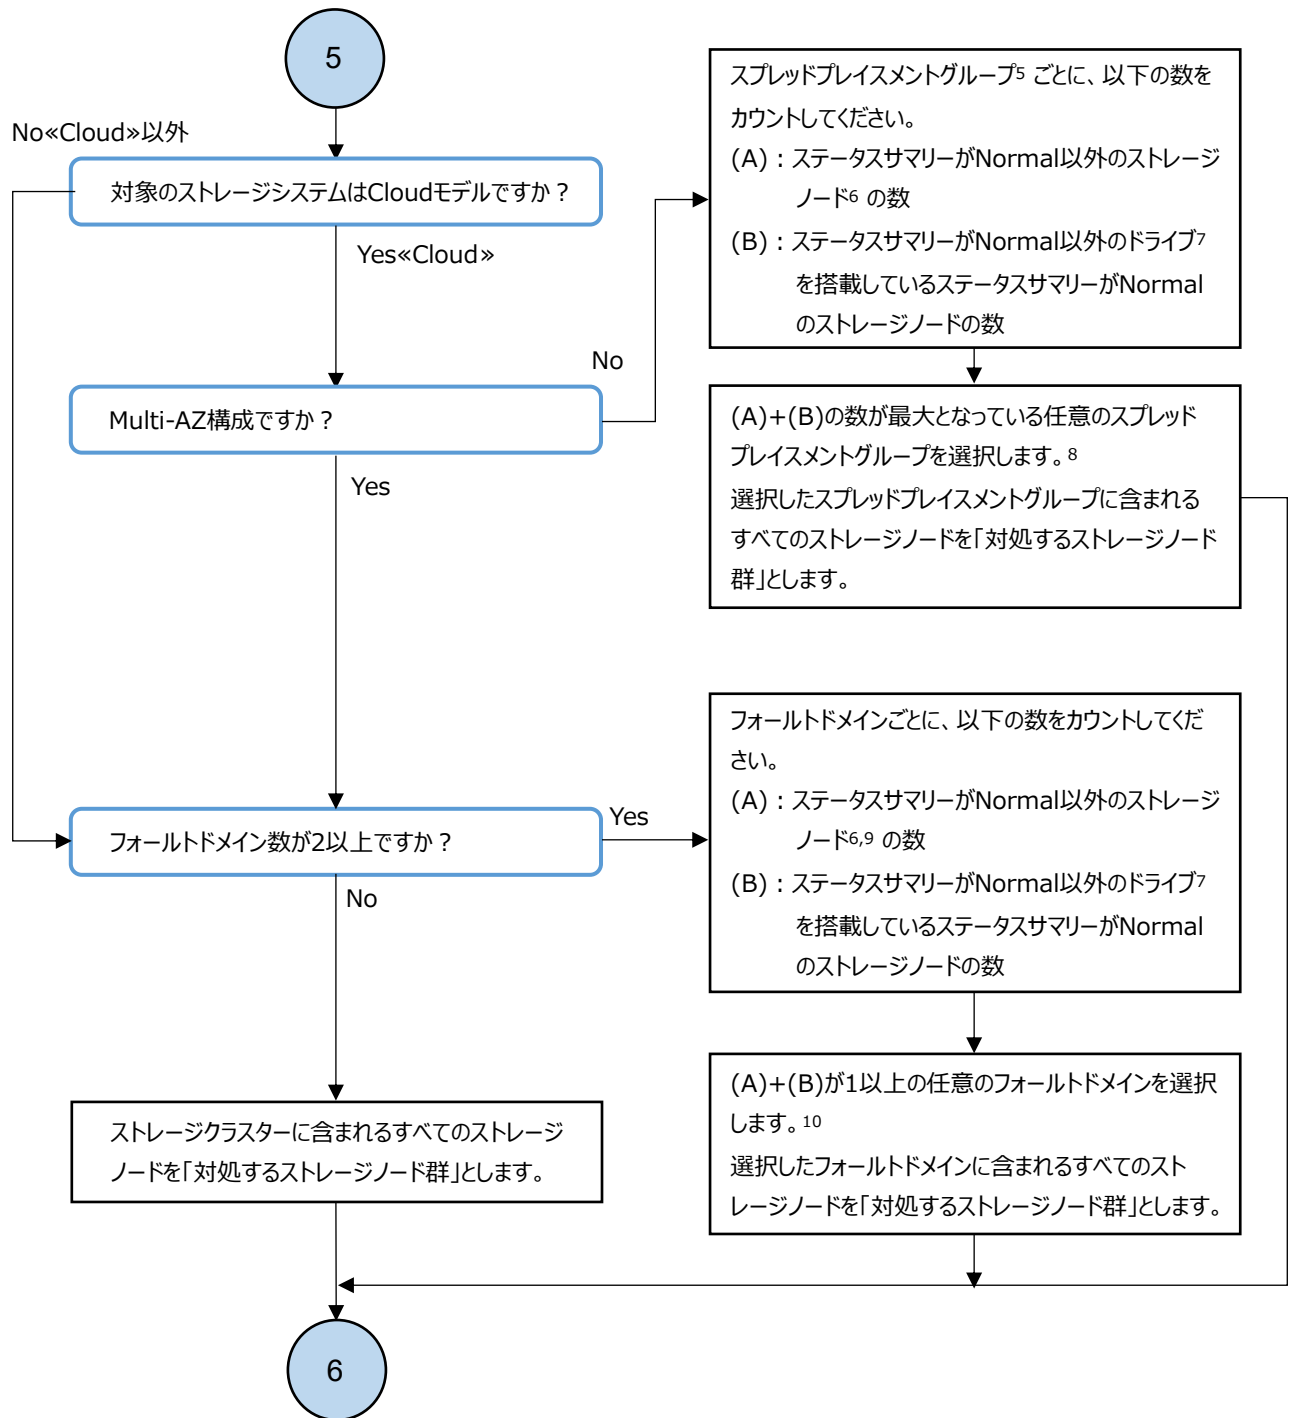 5
No«Cloud»以外
対象のストレージシステムはCloudモデルですか？
Yes«Cloud»
No
スプレッドプレイスメントグループ5 ごとに、以下の数を
カウントしてください。
(A)：ステータスサマリーがNormal以外のストレージ
ノード6 の数
(B)：ステータスサマリーがNormal以外のドライブ7
を搭載しているステータスサマリーがNormal
のストレージノードの数
Multi-AZ構成ですか？
Yes
(A)+(B)の数が最大となっている任意のスプレッド
プレイスメントグループを選択します。8
選択したスプレッドプレイスメントグループに含まれる
すべてのストレージノードを「対処するストレージノード
群」とします。
フォールトドメイン数が2以上ですか？
Yes
No
フォールトドメインごとに、以下の数をカウントしてくだ
さい。
(A)：ステータスサマリーがNormal以外のストレージ
ノード6,9 の数
(B)：ステータスサマリーがNormal以外のドライブ7
を搭載しているステータスサマリーがNormal
のストレージノードの数
(A)+(B)が1以上の任意のフォールトドメインを選択
します。10
選択したフォールトドメインに含まれるすべてのスト
レージノードを「対処するストレージノード群」とします。
ストレージクラスターに含まれるすべてのストレージ
ノードを「対処するストレージノード群」とします。
6